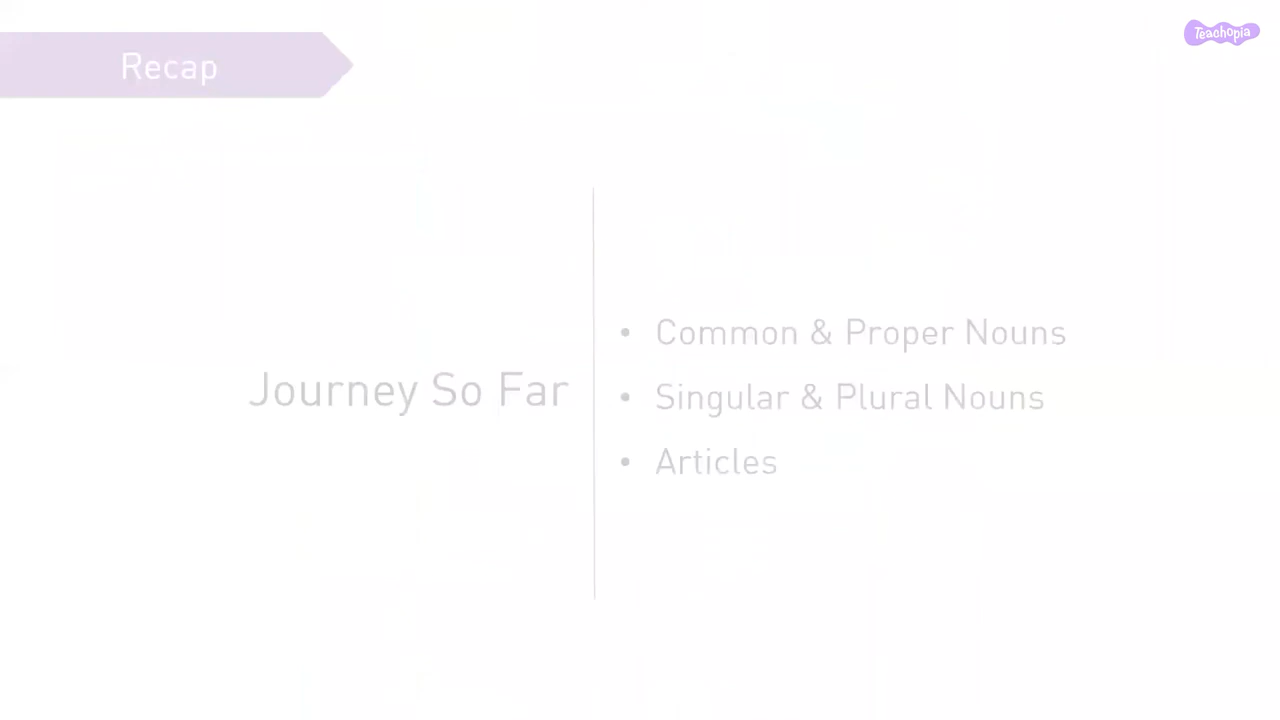 Recap
Teachopia
Journey So Far
• Common & Proper Nouns
• Singular & Plural Nouns
• Articles